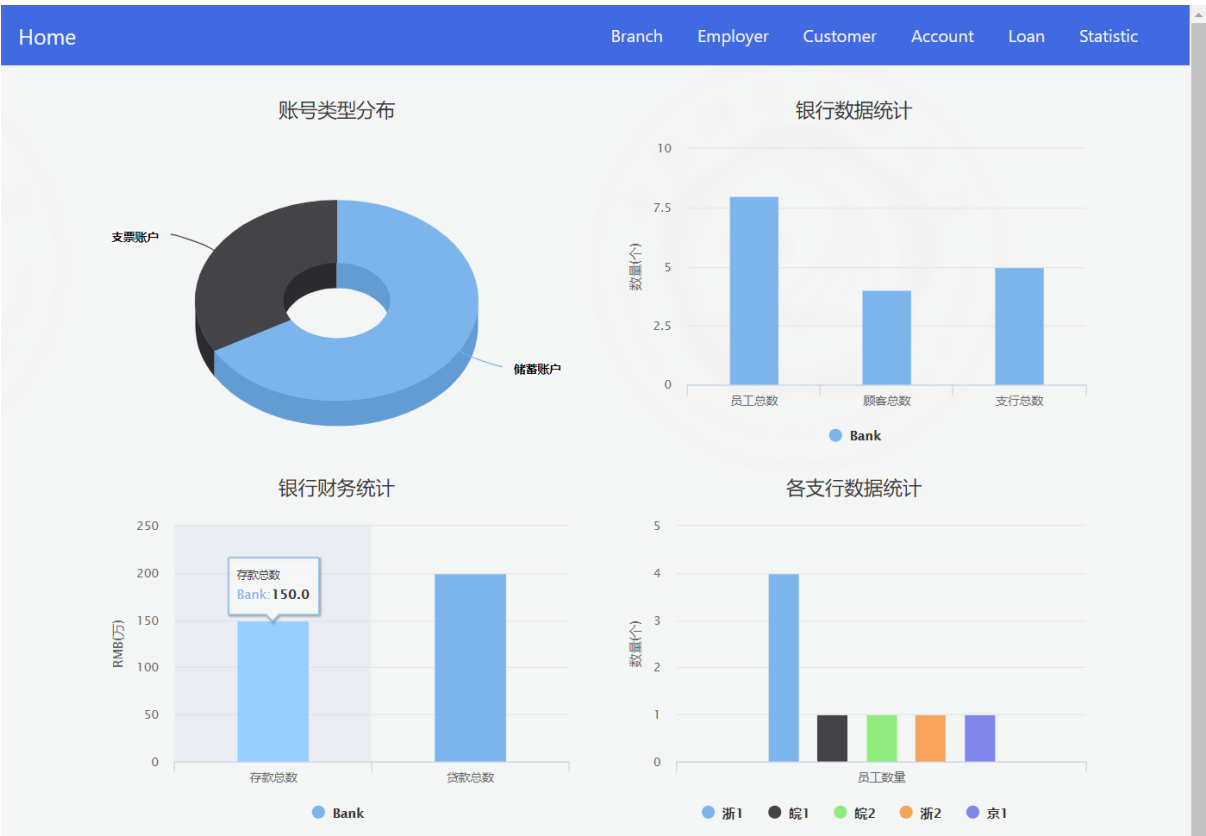 Home Branch Employer Customer Account Loan Statistic
账号类型分布
支票账户
储蓄账户
银行数据统计
10
7.5
5
2.5
0
数量(个)
员工总数 顾客总数 支行总数
Bank
银行财务统计
250
200
150
100
50
0
RMB(万)
存款总数
Bank:150.0
存款总数 贷款总数
Bank
各支行数据统计
5
4
3
2
1
0
数量(个)
员工数量
浙1 皖1 皖2 浙2 京1